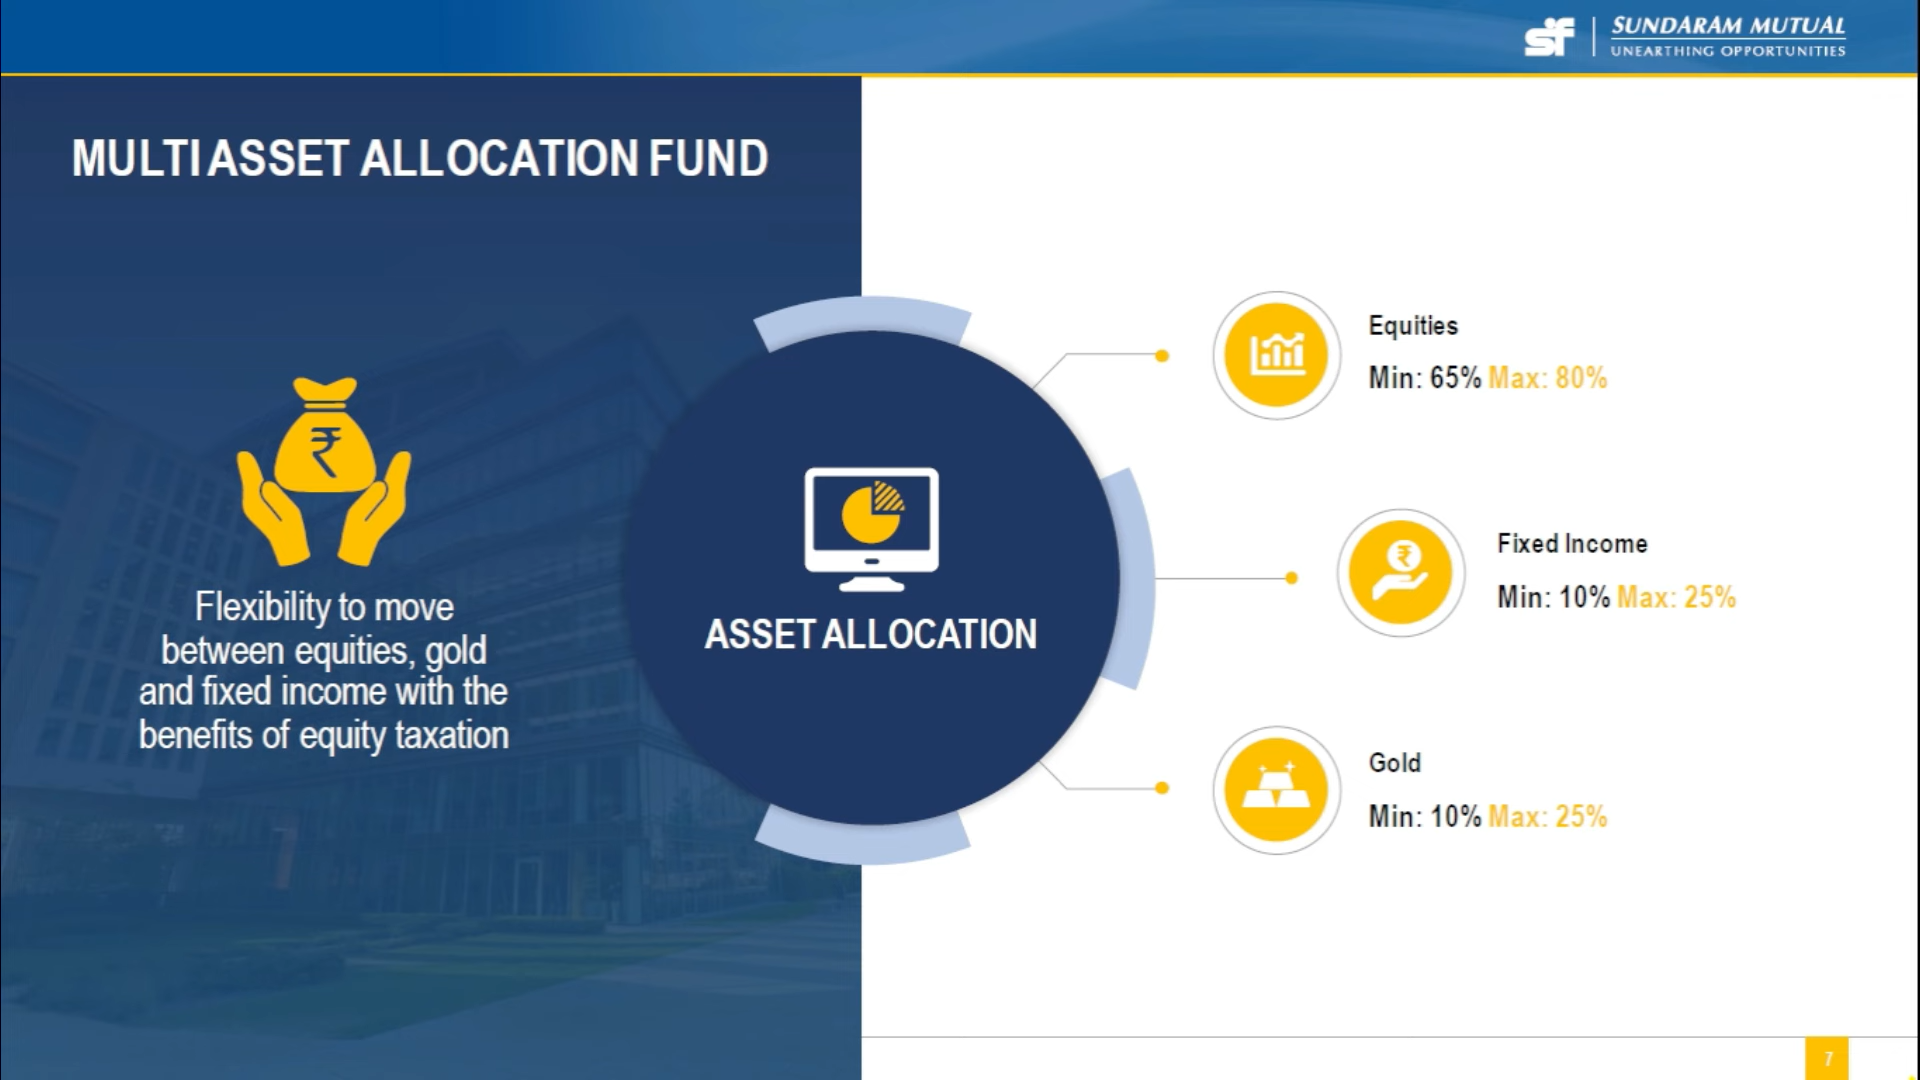 SUNDARAM MUTUAL
UNEARTHING OPPORTUNITIES
MULTI ASSET ALLOCATION FUND
₹
Flexibility to move
between equities, gold
and fixed income with the
benefits of equity taxation
ASSET ALLOCATION
Equities
Min: 65% Max: 80%
₹
Fixed Income
Min: 10% Max: 25%
Gold
Min: 10% Max: 25%
7